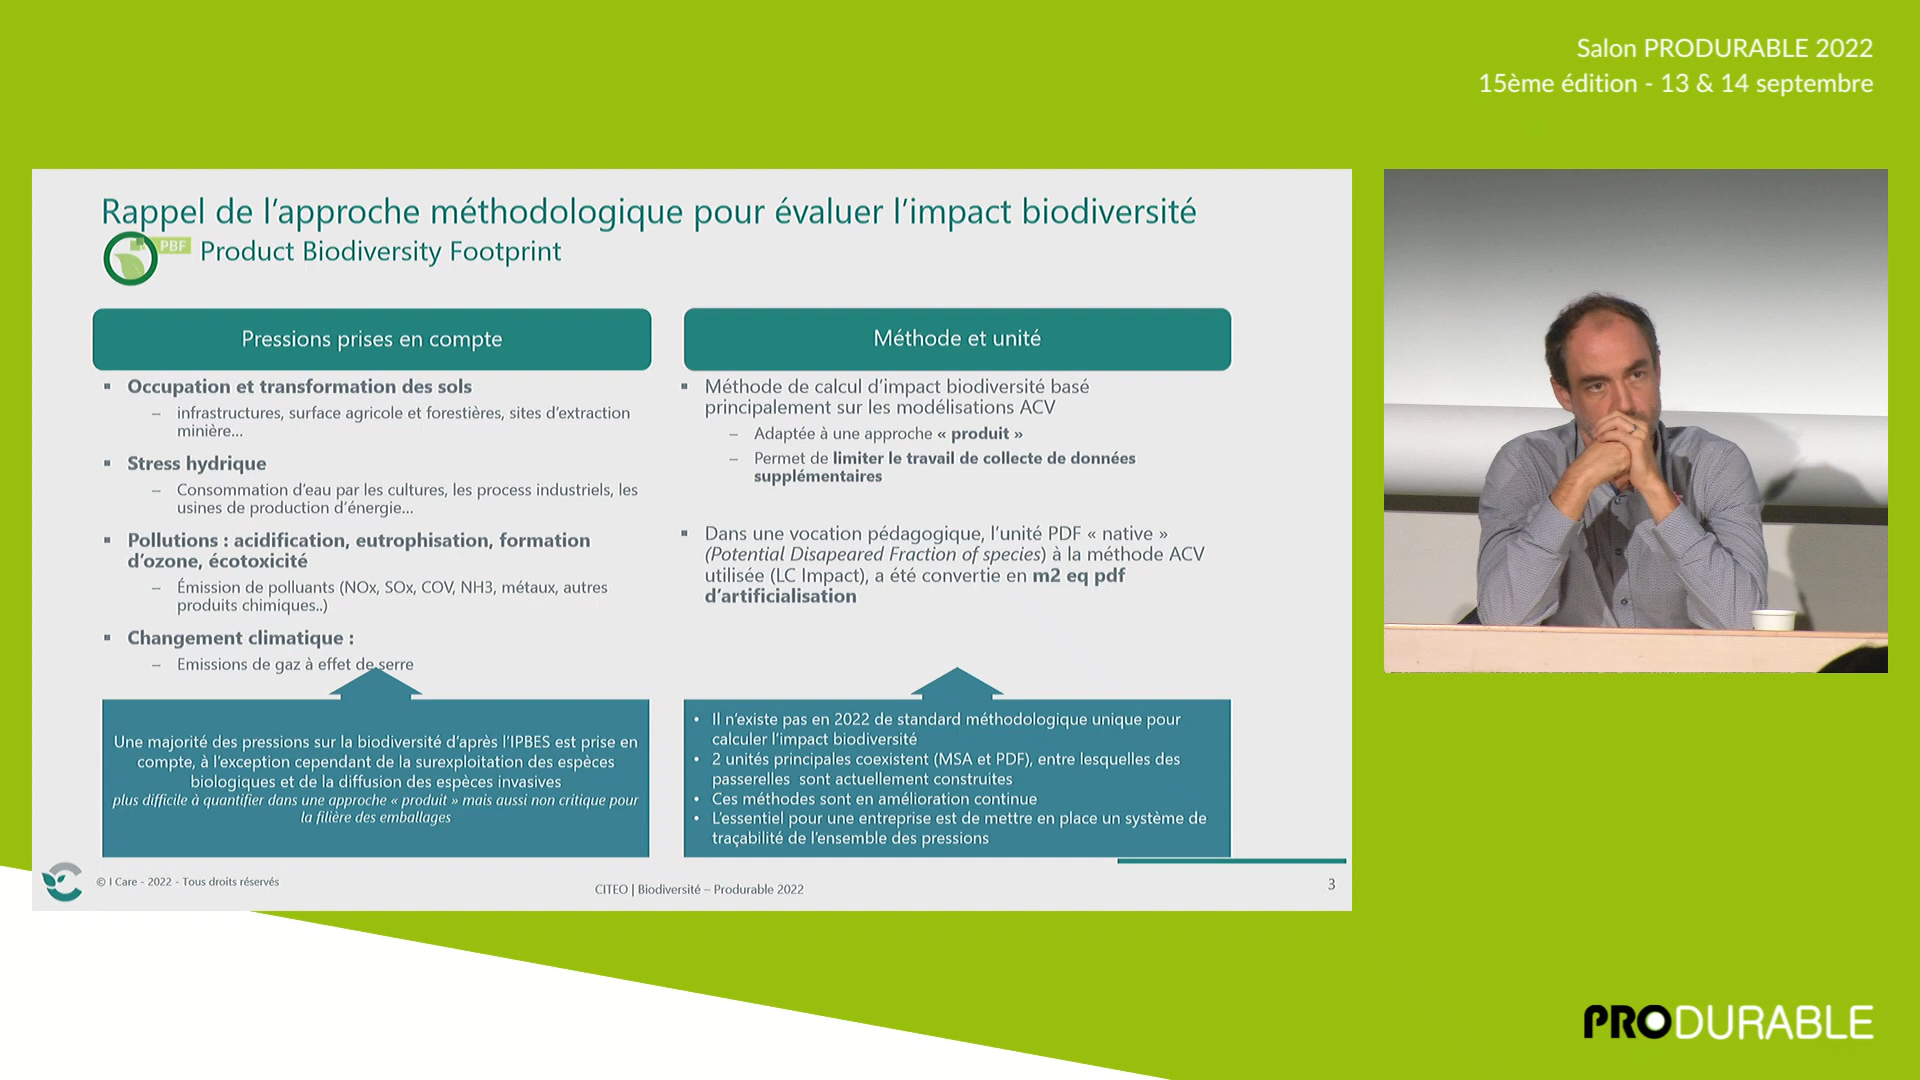 Salon PRODURABLE 2022
15ème édition - 13 & 14 septembre
Rappel de l'approche méthodologique pour évaluer l'impact biodiversité
PBF
Product Biodiversity Footprint
Pressions prises en compte
▪ Occupation et transformation des sols
– infrastructures, surface agricole et forestières, sites d'extraction
minière...
▪ Stress hydrique
– Consommation d'eau par les cultures, les process industriels, les
usines de production d'énergie...
▪ Pollutions : acidification, eutrophisation, formation
d'ozone, écotoxicité
– Émission de polluants (NOx, SOx, COV, NH3, métaux, autres
produits chimiques..)
▪ Changement climatique :
– Emissions de gaz à effet de serre
Une majorité des pressions sur la biodiversité d'après l'IPBES est prise en
compte, à l'exception cependant de la surexploitation des espèces
biologiques et de la diffusion des espèces invasives
plus difficile à quantifier dans une approche « produit » mais aussi non critique pour
la filière des emballages
Méthode et unité
▪ Méthode de calcul d'impact biodiversité basé
principalement sur les modélisations ACV
– Adaptée à une approche « produit »
– Permet de limiter le travail de collecte de données
supplémentaires
▪ Dans une vocation pédagogique, l'unité PDF « native »
(Potential Disapeared Fraction of species) à la méthode ACV
utilisée (LC Impact), a été convertie en m2 eq pdf
d'artificialisation
• Il n'existe pas en 2022 de standard méthodologique unique pour
calculer l'impact biodiversité
• 2 unités principales coexistent (MSA et PDF), entre lesquelles des
passerelles sont actuellement construites
• Ces méthodes sont en amélioration continue
• L'essentiel pour une entreprise est de mettre en place un système de
traçabilité de l'ensemble des pressions
© I Care - 2022 - Tous droits réservés
CITEO | Biodiversité – Produrable 2022
3
PRODURABLE